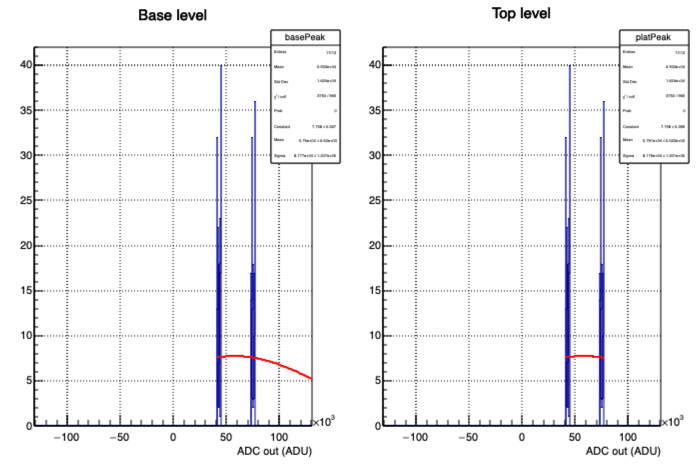 Base level
basePeak
Entries
Mean
Std Dev
Prob 0
Constant
Mean
Sigma
40
35
30
25
20
15
10
5
0
−100 −50 0 50 100
×10³
ADC out (ADU)
Top level
platPeak
Entries
Mean
Std Dev
Prob 0
Constant
Mean
Sigma
40
35
30
25
20
15
10
5
0
−100 −50 0 50 100
×10³
ADC out (ADU)